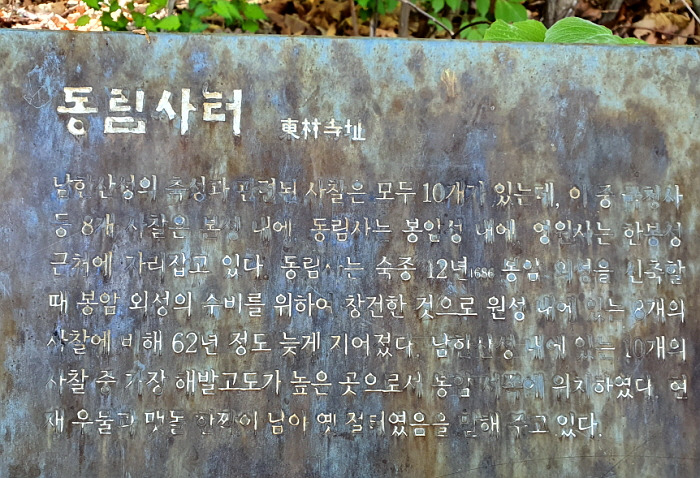 동림사터 東林寺址
남한산성의 축성과 관련된 사찰은 모두 10개가 있는데, 이 중 국청사
등 8개 사찰은 본성 내에, 동림사는 봉암성 내에, 영원사는 한봉성
근처에 자리잡고 있다. 동림사는 숙종 12년1686 봉암 외성을 신축할
때 봉암 외성의 수비를 위하여 창건한 것으로 원성 내에 있는 8개의
사찰에 비해 62년 정도 늦게 지어졌다. 남한산성 내에 있는 10개의
사찰 중 가장 해발고도가 높은 곳으로서 위치하였다. 현
재 우물과 맷돌 한짝이 남아 옛 절터였음을 말해 주고 있다.